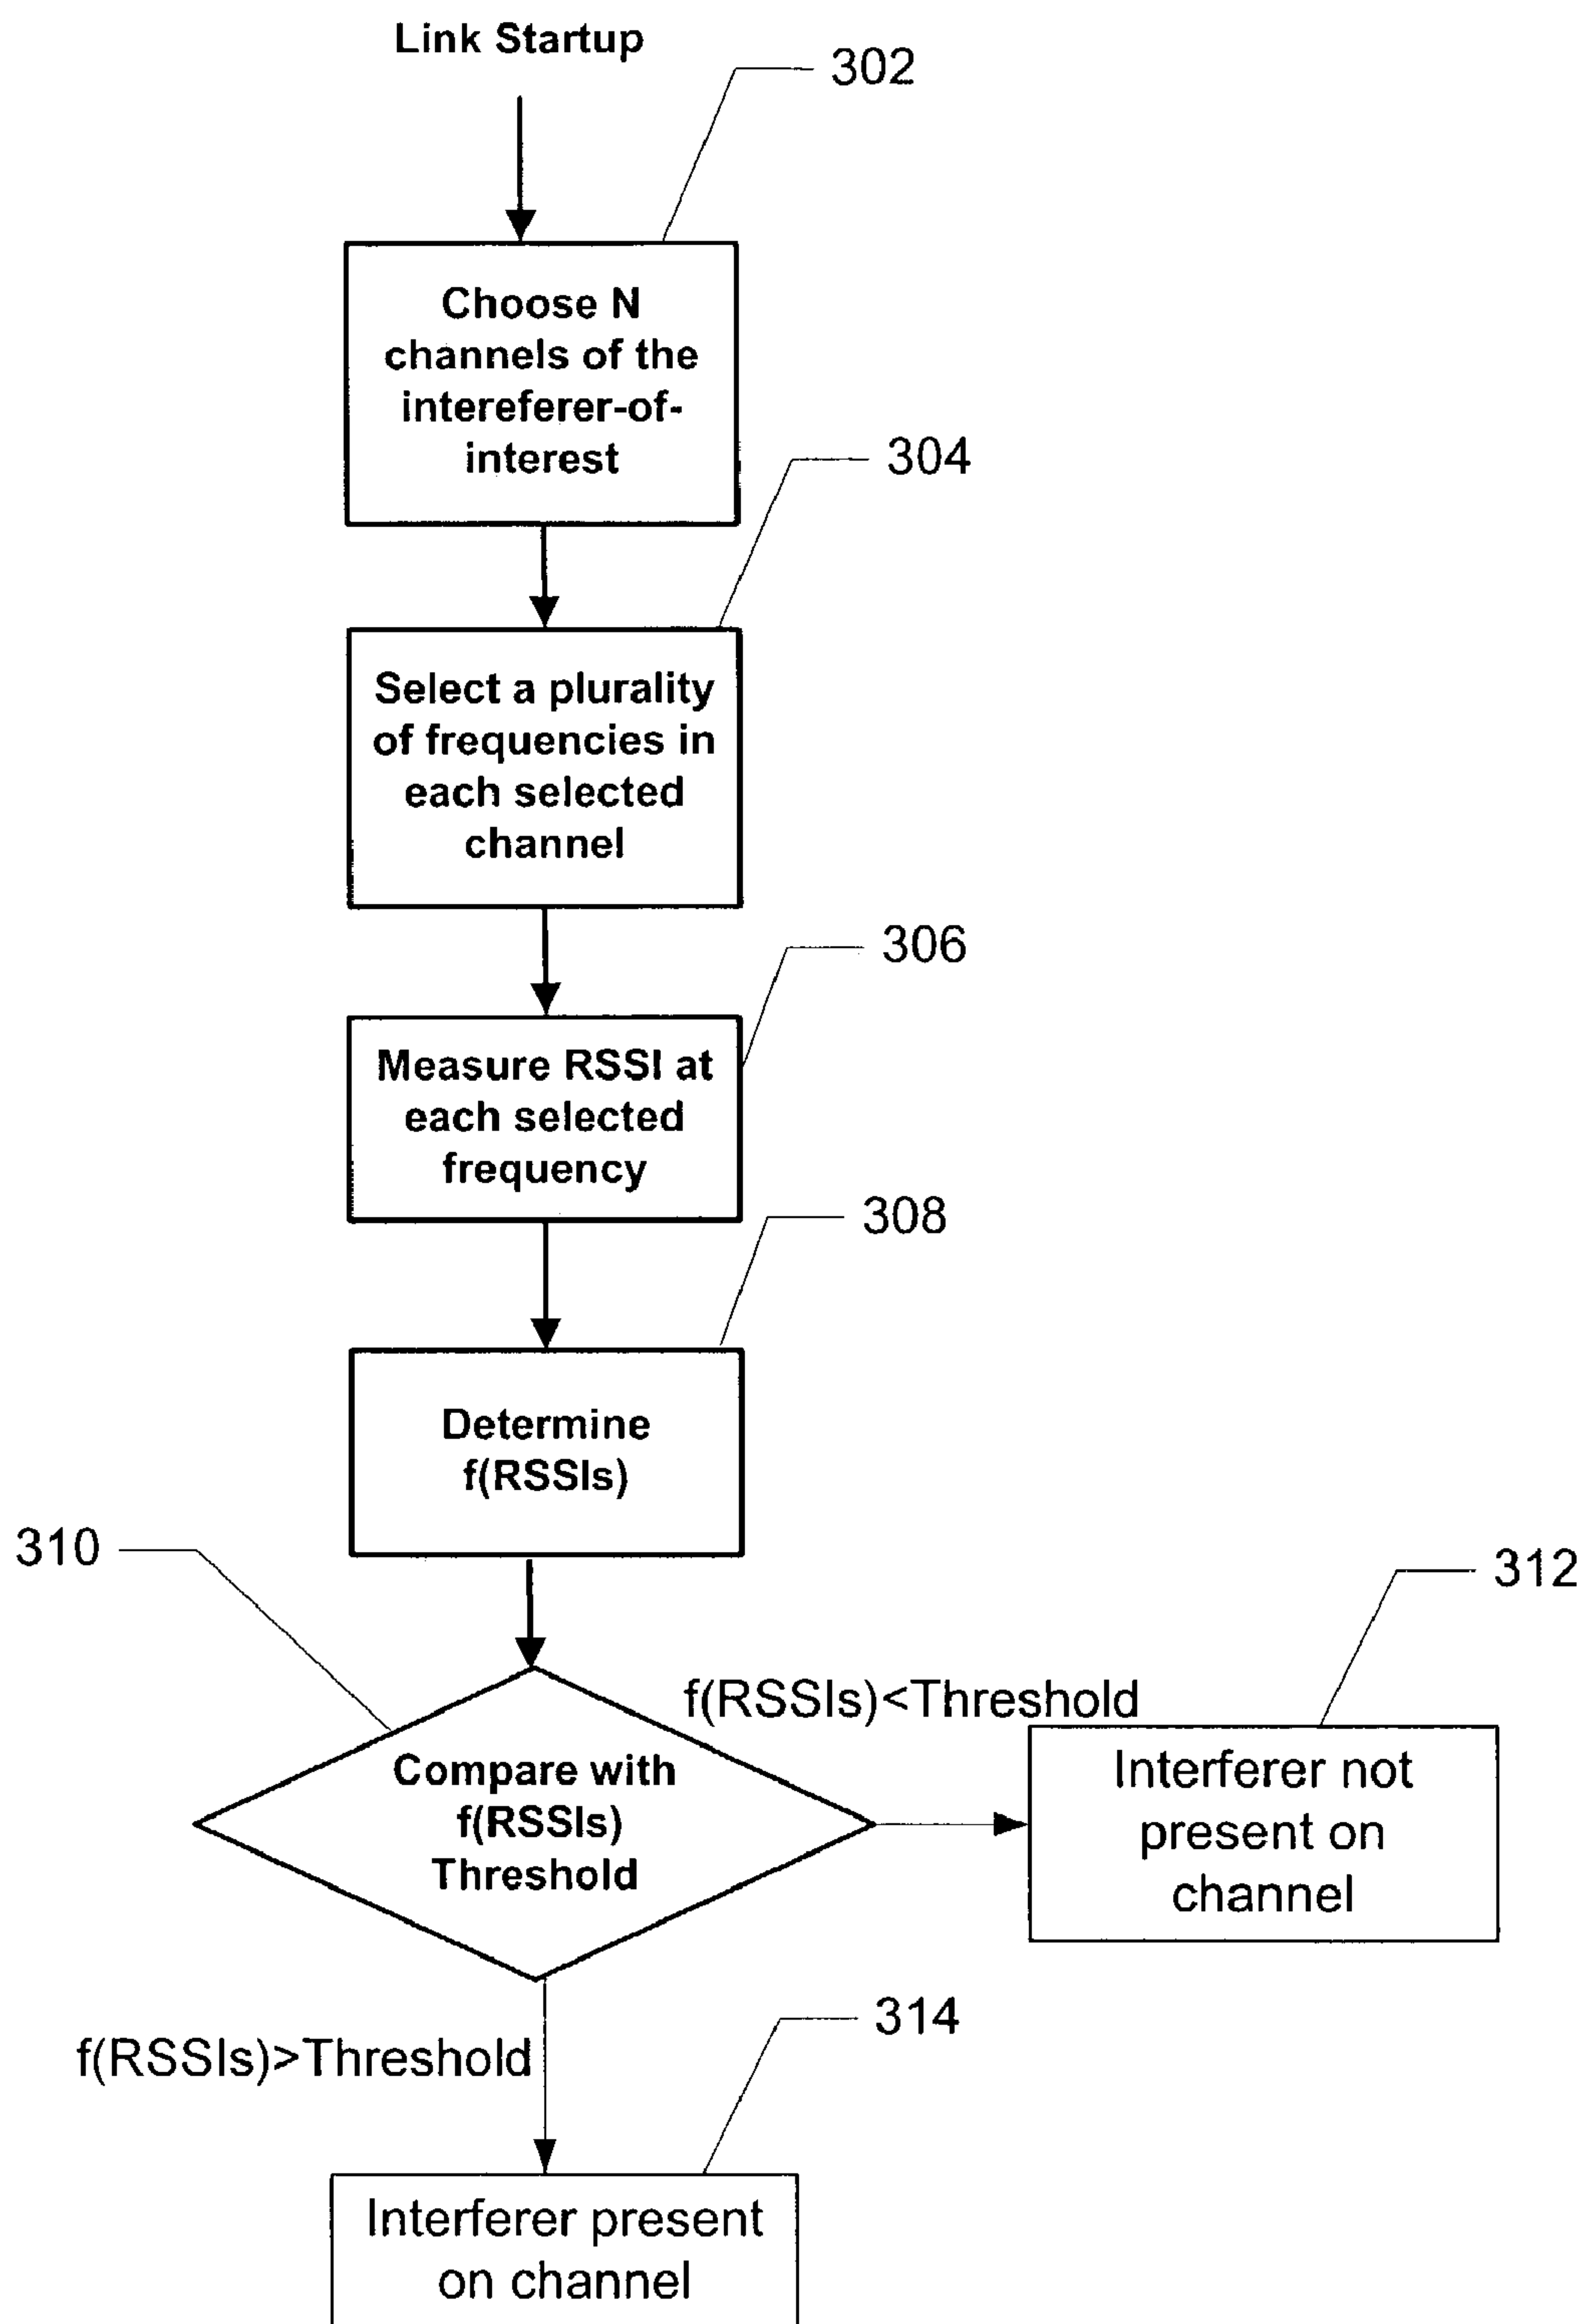 Link Startup
302
Choose N
channels of the
intereferer-of-
interest
304
Select a plurality
of frequencies in
each selected
channel
306
Measure RSSI at
each selected
frequency
308
Determine
f(RSSIs)
310
312
f(RSSIs)<Threshold
Compare with
f(RSSIs)
Threshold
Interferer not
present on
channel
314
f(RSSIs)>Threshold
Interferer present
on channel